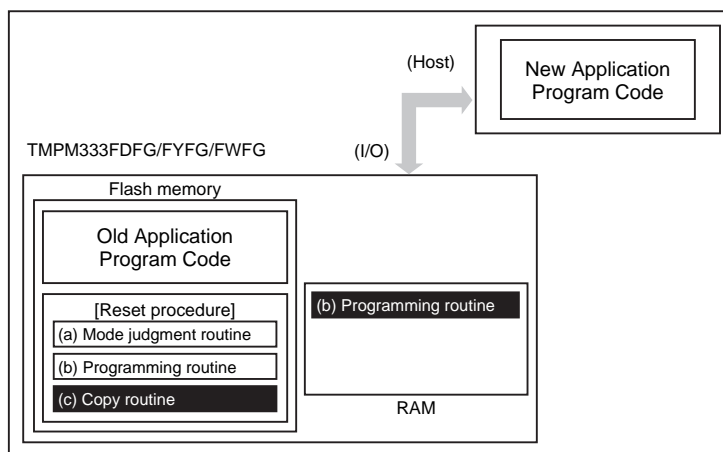 (Host)
New Application
Program Code
TMPM333FDFG/FYFG/FWFG
(I/O)
Flash memory
Old Application
Program Code
[Reset procedure]
(a) Mode judgment routine
(b) Programming routine
(c) Copy routine
(b) Programming routine
RAM